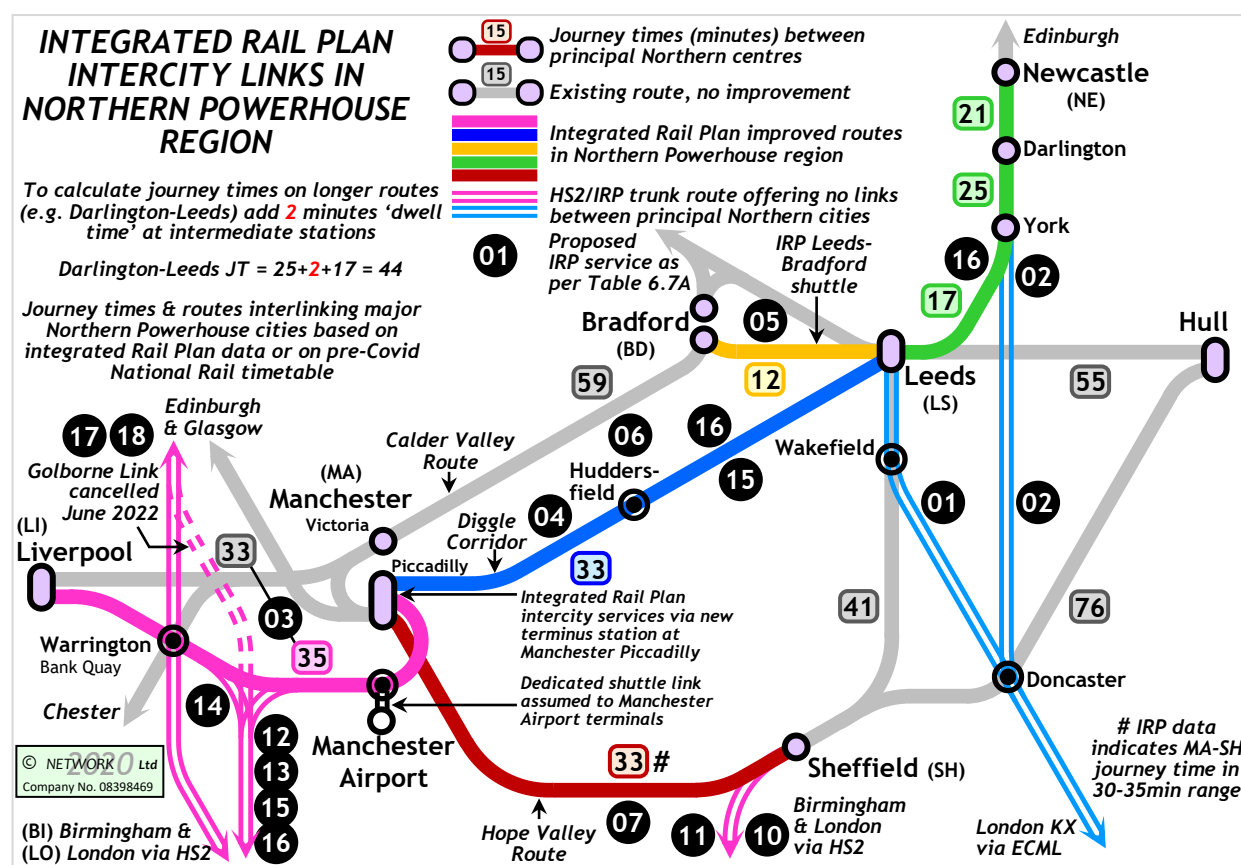 INTEGRATED RAIL PLAN
INTERCITY LINKS IN
NORTHERN POWERHOUSE
REGION
To calculate journey times on longer routes
(e.g. Darlington-Leeds) add 2 minutes ‘dwell
time’ at intermediate stations
Darlington-Leeds JT = 25+2+17 = 44
Journey times & routes interlinking major
Northern Powerhouse cities based on
integrated Rail Plan data or on pre-Covid
National Rail timetable
15
Journey times (minutes) between
principal Northern centres
15
Existing route, no improvement
Integrated Rail Plan improved routes
in Northern Powerhouse region
HS2/IRP trunk route offering no links
between principal Northern cities
01
Proposed
IRP service as
per Table 6.7A
IRP Leeds-
Bradford
shuttle
Edinburgh
Newcastle
(NE)
21
Darlington
25
York
16
02
17
Bradford
(BD)
05
12
Leeds
(LS)
Hull
55
59
Edinburgh
& Glasgow
17
18
Golborne Link
cancelled
June 2022
Calder Valley
Route
06
16
Hudders-
field
15
Wakefield
01
02
(MA)
Manchester
Victoria
04
Diggle
Corridor
(LI)
Liverpool
33
Piccadilly
33
41
76
Integrated Rail Plan
intercity services via new
terminus station at
Manchester Piccadilly
03
35
Warrington
Bank Quay
Dedicated shuttle link
assumed to Manchester
Airport terminals
Doncaster
Chester
14
12
13
15
16
Manchester
Airport
33 #
Sheffield (SH)
# IRP data
indicates MA-SH
journey time in
30-35min range
07
11
10
Birmingham
& London
via HS2
Hope Valley
Route
London KX
via ECML
© NETWORK 2020 Ltd
Company No. 08398469
(BI) Birmingham &
(LO) London via HS2